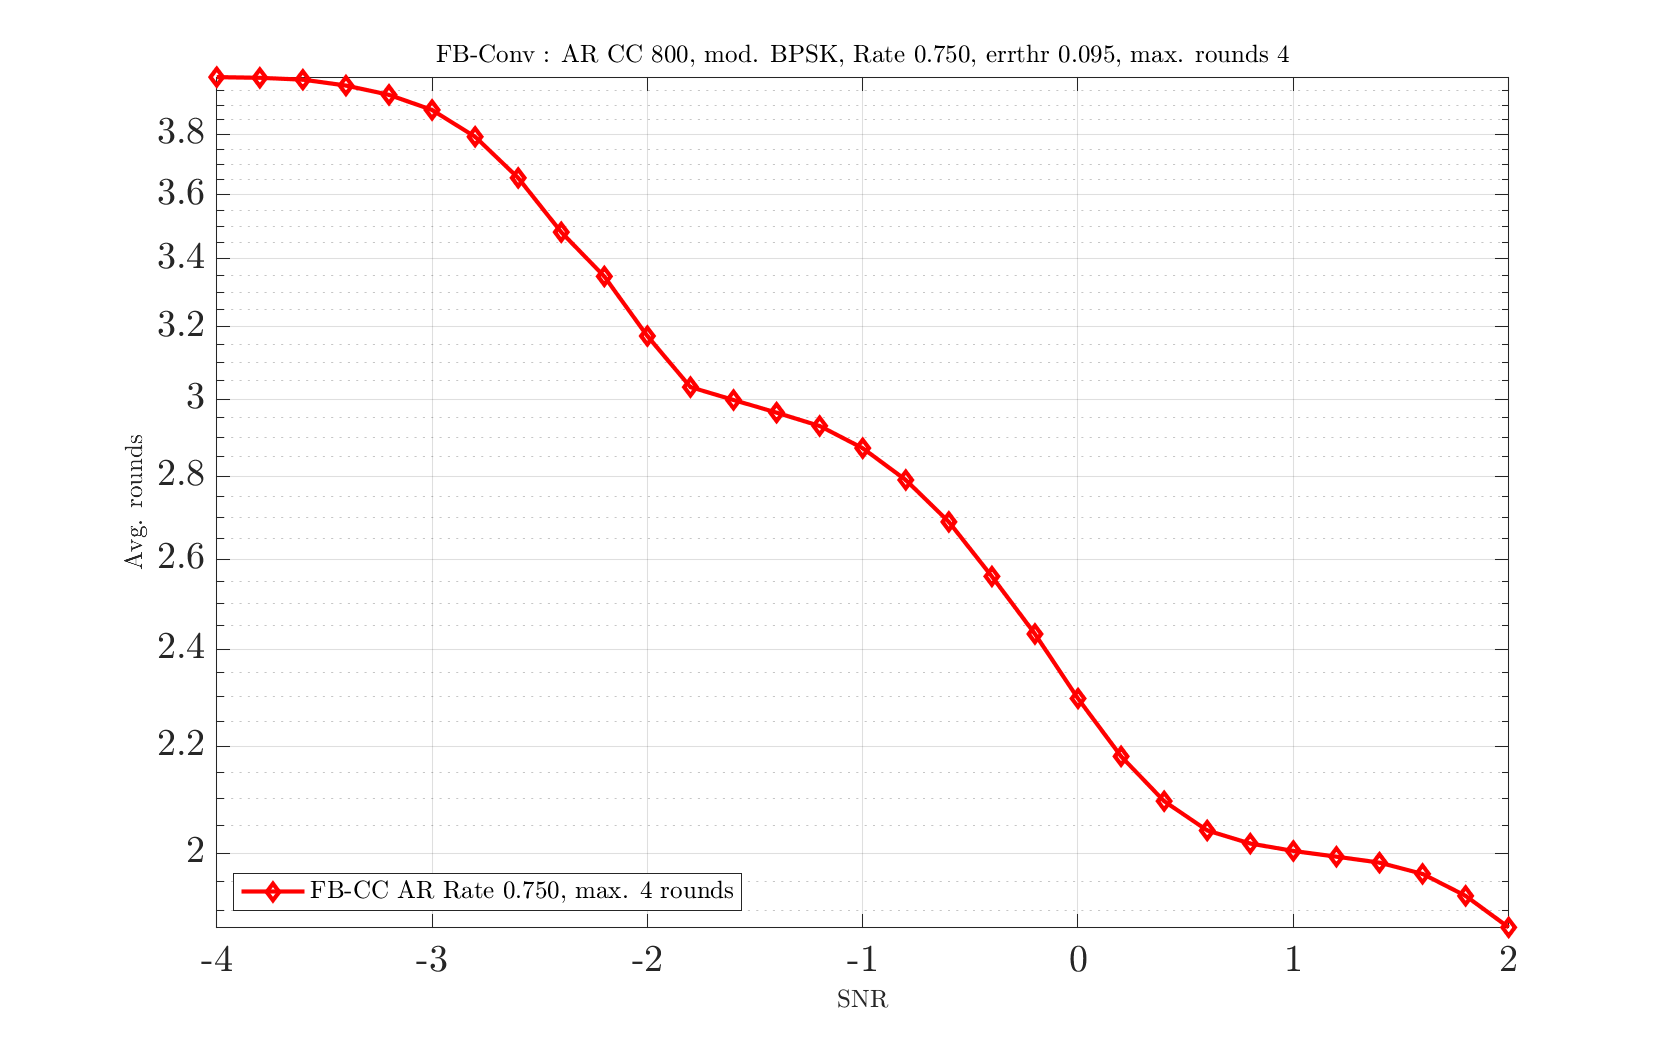 FB-Conv : AR CC 800, mod. BPSK, Rate 0.750, errthr 0.095, max. rounds 4
3.8
3.6
3.4
3.2
3
2.8
2.6
2.4
2.2
2
Avg. rounds
FB-CC AR Rate 0.750, max. 4 rounds
-4 -3 -2 -1 0 1 2
SNR